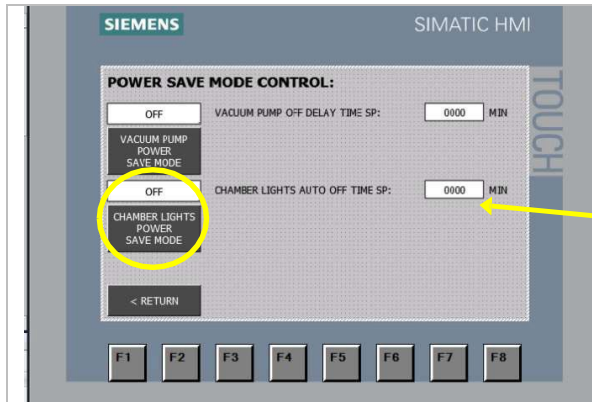 SIEMENS
SIMATIC HMI
TOUCH
POWER SAVE MODE CONTROL:
OFF
VACUUM PUMP OFF DELAY TIME SP:
0000
MIN
VACUUM PUMP
POWER
SAVE MODE
OFF
CHAMBER LIGHTS AUTO OFF TIME SP:
0000
MIN
CHAMBER LIGHTS
POWER
SAVE MODE
< RETURN
F1
F2
F3
F4
F5
F6
F7
F8